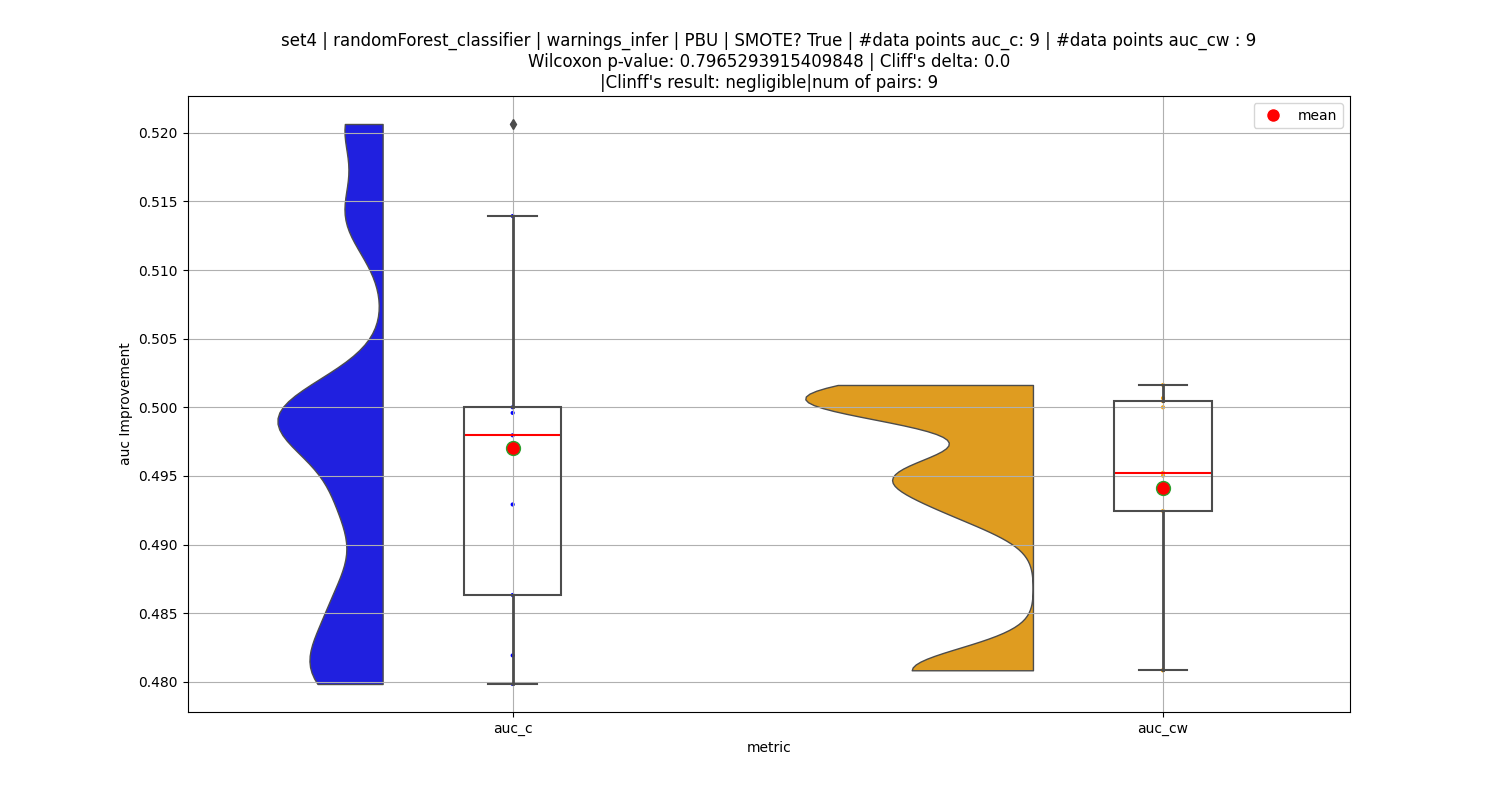 set4 | randomForest_classifier | warnings_infer | PBU | SMOTE? True | #data points auc_c: 9 | #data points auc_cw : 9
Wilcoxon p-value: 0.7965293915409848 | Cliff's delta: 0.0
|Clinff's result: negligible|num of pairs: 9
mean
0.520
0.515
0.510
0.505
0.500
0.495
0.490
0.485
0.480
auc Improvement
auc_c
auc_cw
metric